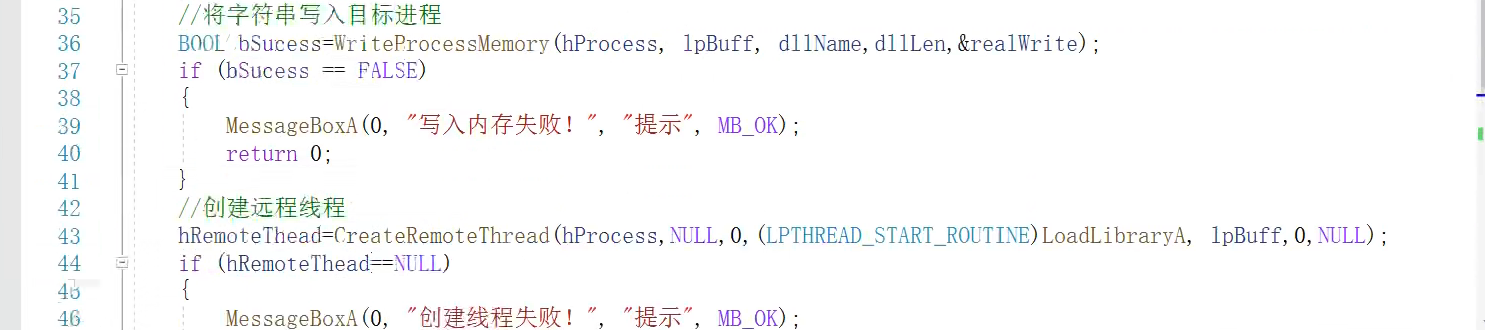 35 //将字符串写入目标进程
36 BOOL bSucess=WriteProcessMemory(hProcess, lpBuff, dllName,dllLen,&realWrite);
37 if (bSucess == FALSE)
38 {
39 MessageBoxA(0, "写入内存失败！", "提示", MB_OK);
40 return 0;
41 }
42 //创建远程线程
43 hRemoteThead=CreateRemoteThread(hProcess,NULL,0,(LPTHREAD_START_ROUTINE)LoadLibraryA, lpBuff,0,NULL);
44 if (hRemoteThead==NULL)
45 {
46 MessageBoxA(0, "创建线程失败！", "提示", MB_OK);